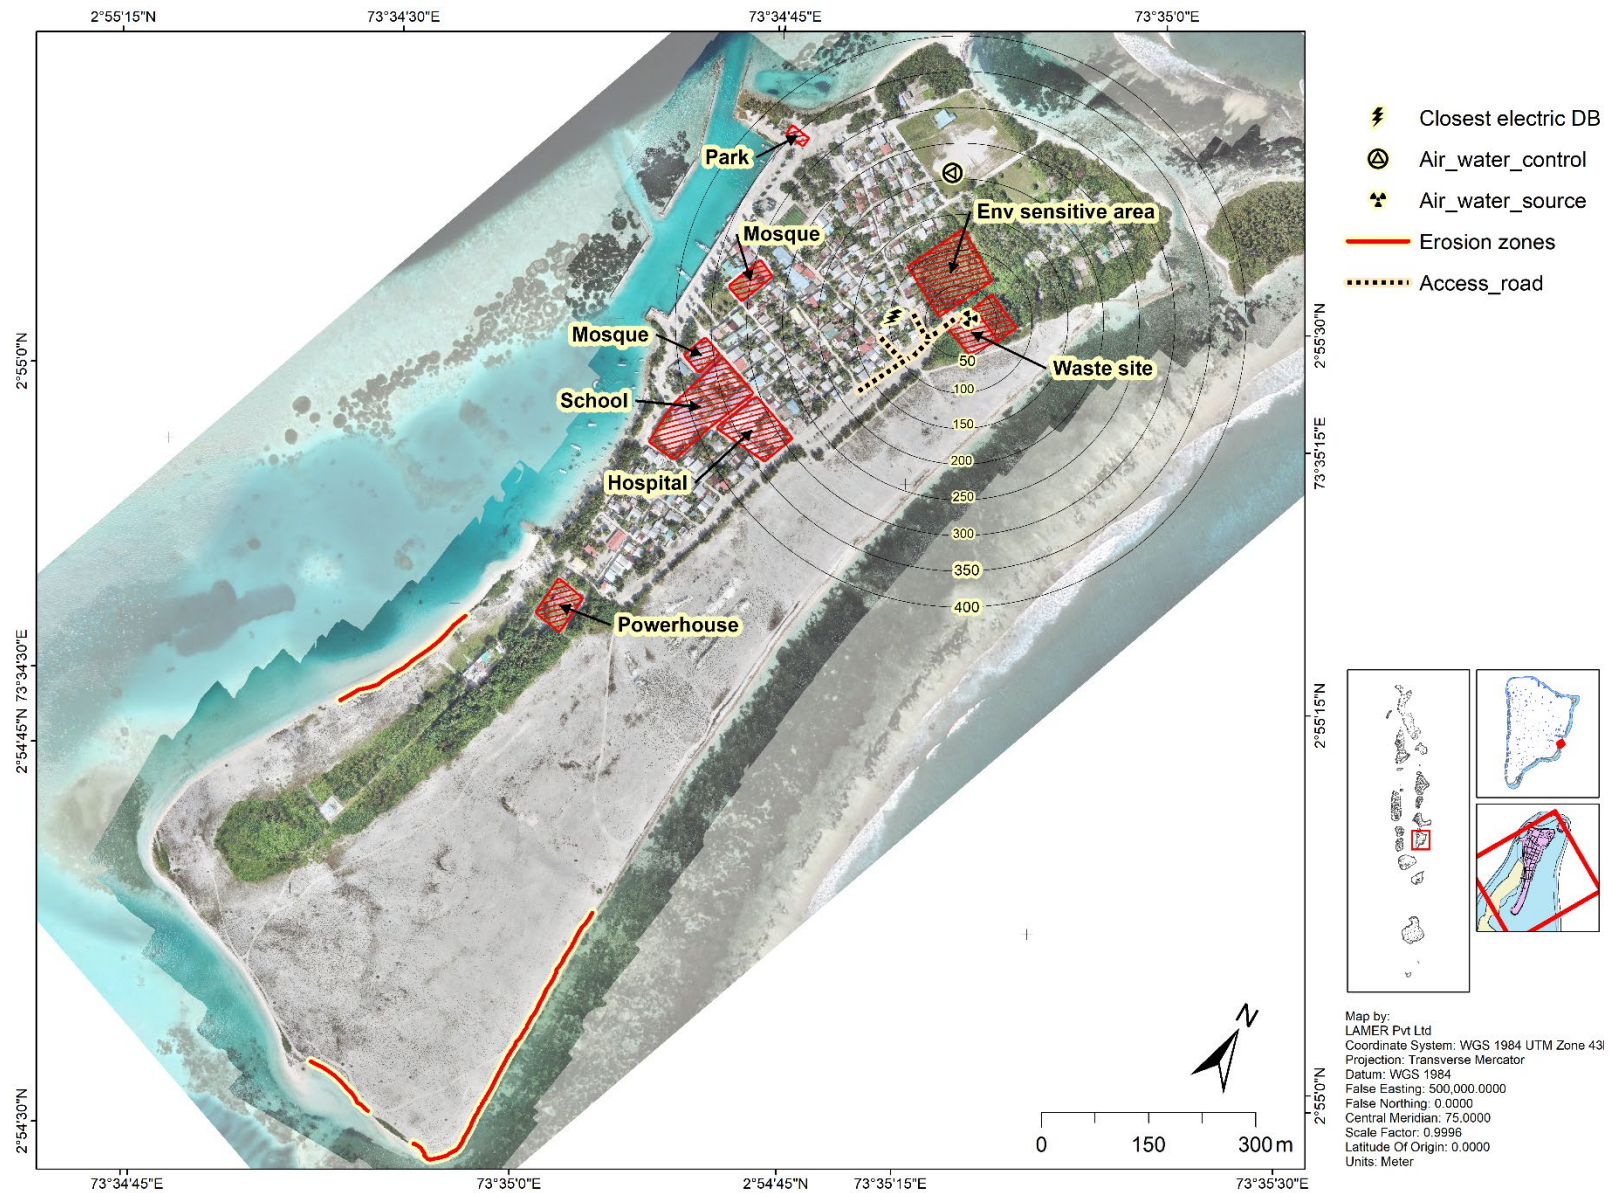 2°55'15"N
73°34'30"E
73°34'45"E
73°35'0"E
Park
Mosque
Env sensitive area
Mosque
School
Hospital
Waste site
Powerhouse
50
100
150
200
250
300
350
400
2°55'0"N
73°34'30"E
2°54'45"N
2°54'30"N
2°55'30"N
73°35'15"E
2°55'15"N
2°55'0"N
73°34'45"E
73°35'0"E
2°54'45"N
73°35'15"E
73°35'30"E
N
0 150 300 m
Closest electric DB
Air_water_control
Air_water_source
Erosion zones
Access_road
Map by:
LAMER Pvt Ltd
Coordinate System: WGS 1984 UTM Zone 43
Projection: Transverse Mercator
Datum: WGS 1984
False Easting: 500,000.0000
False Northing: 0.0000
Central Meridian: 75.0000
Scale Factor: 0.9996
Latitude Of Origin: 0.0000
Units: Meter